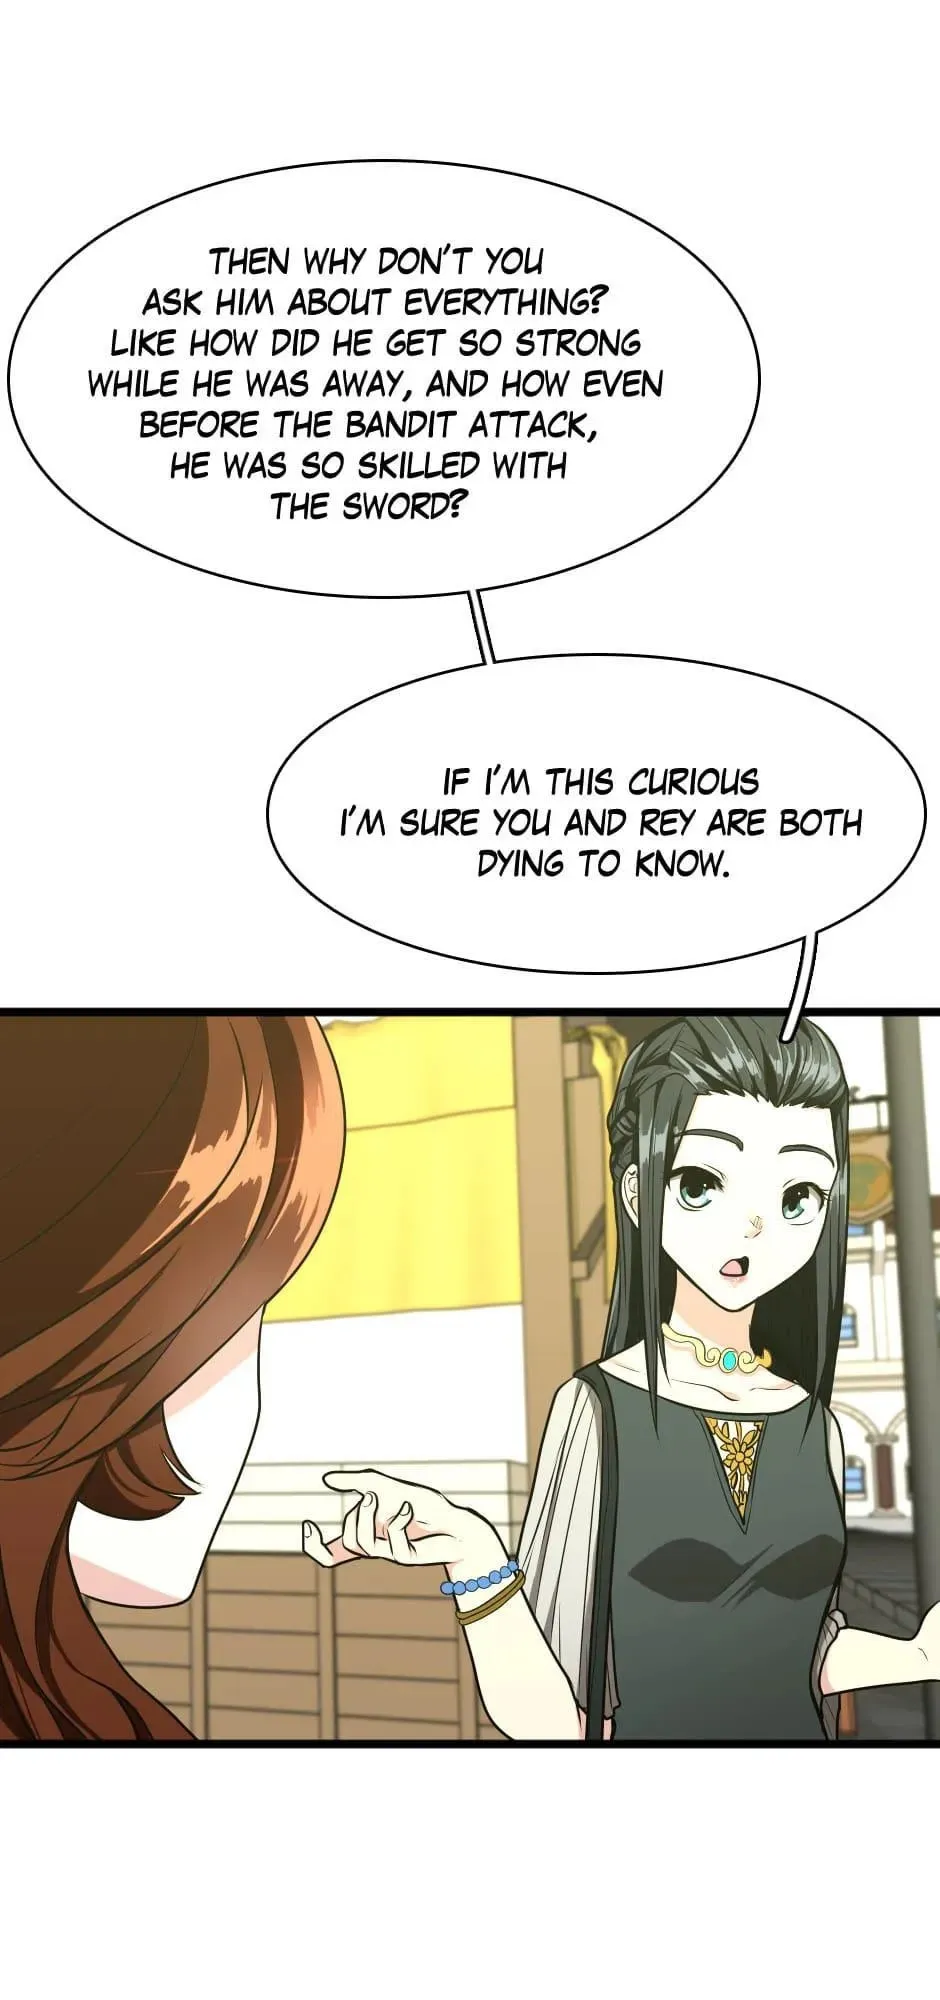 THEN WHY DON'T YOU
ASK HIM ABOUT EVERYTHING?
LIKE HOW DID HE GET SO STRONG
WHILE HE WAS AWAY, AND HOW EVEN
BEFORE THE BANDIT ATTACK,
HE WAS SO SKILLED WITH
THE SWORD?
IF I'M THIS CURIOUS
I'M SURE YOU AND REY ARE BOTH
DYING TO KNOW.